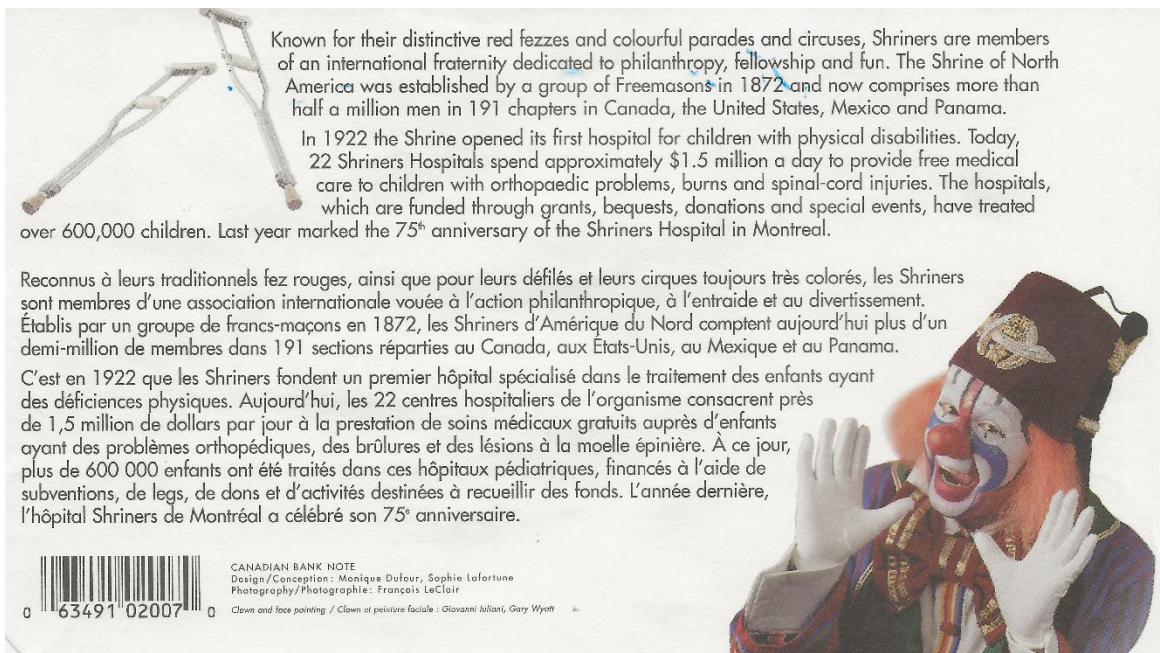 Known for their distinctive red fezzes and colourful parades and circuses, Shriners are members
of an international fraternity dedicated to philanthropy, fellowship and fun. The Shrine of North
America was established by a group of Freemasons in 1872 and now comprises more than
half a million men in 191 chapters in Canada, the United States, Mexico and Panama.
In 1922 the Shrine opened its first hospital for children with physical disabilities. Today,
22 Shriners Hospitals spend approximately $1.5 million a day to provide free medical
care to children with orthopaedic problems, burns and spinal-cord injuries. The hospitals,
which are funded through grants, bequests, donations and special events, have treated
over 600,000 children. Last year marked the 75th anniversary of the Shriners Hospital in Montreal.
Reconnus à leurs traditionnels fez rouges, ainsi que pour leurs défilés et leurs cirques toujours très colorés, les Shriners
sont membres d'une association internationale vouée à l'action philanthropique, à l'entraide et au divertissement.
Établis par un groupe de francs-maçons en 1872, les Shriners d'Amérique du Nord comptent aujourd'hui plus d'un
demi-million de membres dans 191 sections réparties au Canada, aux États-Unis, au Mexique et au Panama.
C'est en 1922 que les Shriners fondent un premier hôpital spécialisé dans le traitement des enfants ayant
des déficiences physiques. Aujourd'hui, les 22 centres hospitaliers de l'organisme consacrent près
de 1,5 million de dollars par jour à la prestation de soins médicaux gratuits auprès d'enfants
ayant des problèmes orthopédiques, des brûlures et des lésions à la moelle épinière. À ce jour,
plus de 600 000 enfants ont été traités dans ces hôpitaux pédiatriques, financés à l'aide de
subventions, de legs, de dons et d'activités destinées à recueillir des fonds. L'année dernière,
l'hôpital Shriners de Montréal a célébré son 75e anniversaire.
CANADIAN BANK NOTE
Design/Conception: Monique Dufour, Sophie Lafortune
Photography/Photographie: François LeClair
Clown and face painting / Clown et peinture faciale : Giovanni Iuliani, Gary Wyatt
0 63491 02007 0